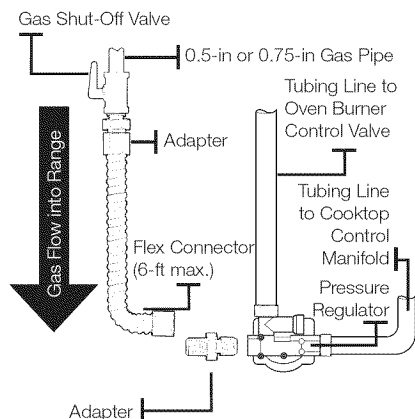 Gas Shut-Off Valve
0.5-in or 0.75-in Gas Pipe
Tubing Line to
Oven Burner
Control Valve
Adapter
Gas Flow into Range
Tubing Line
to Cooktop
Control
Manifold
Flex Connector
(6-ft max.)
Pressure
Regulator
Adapter